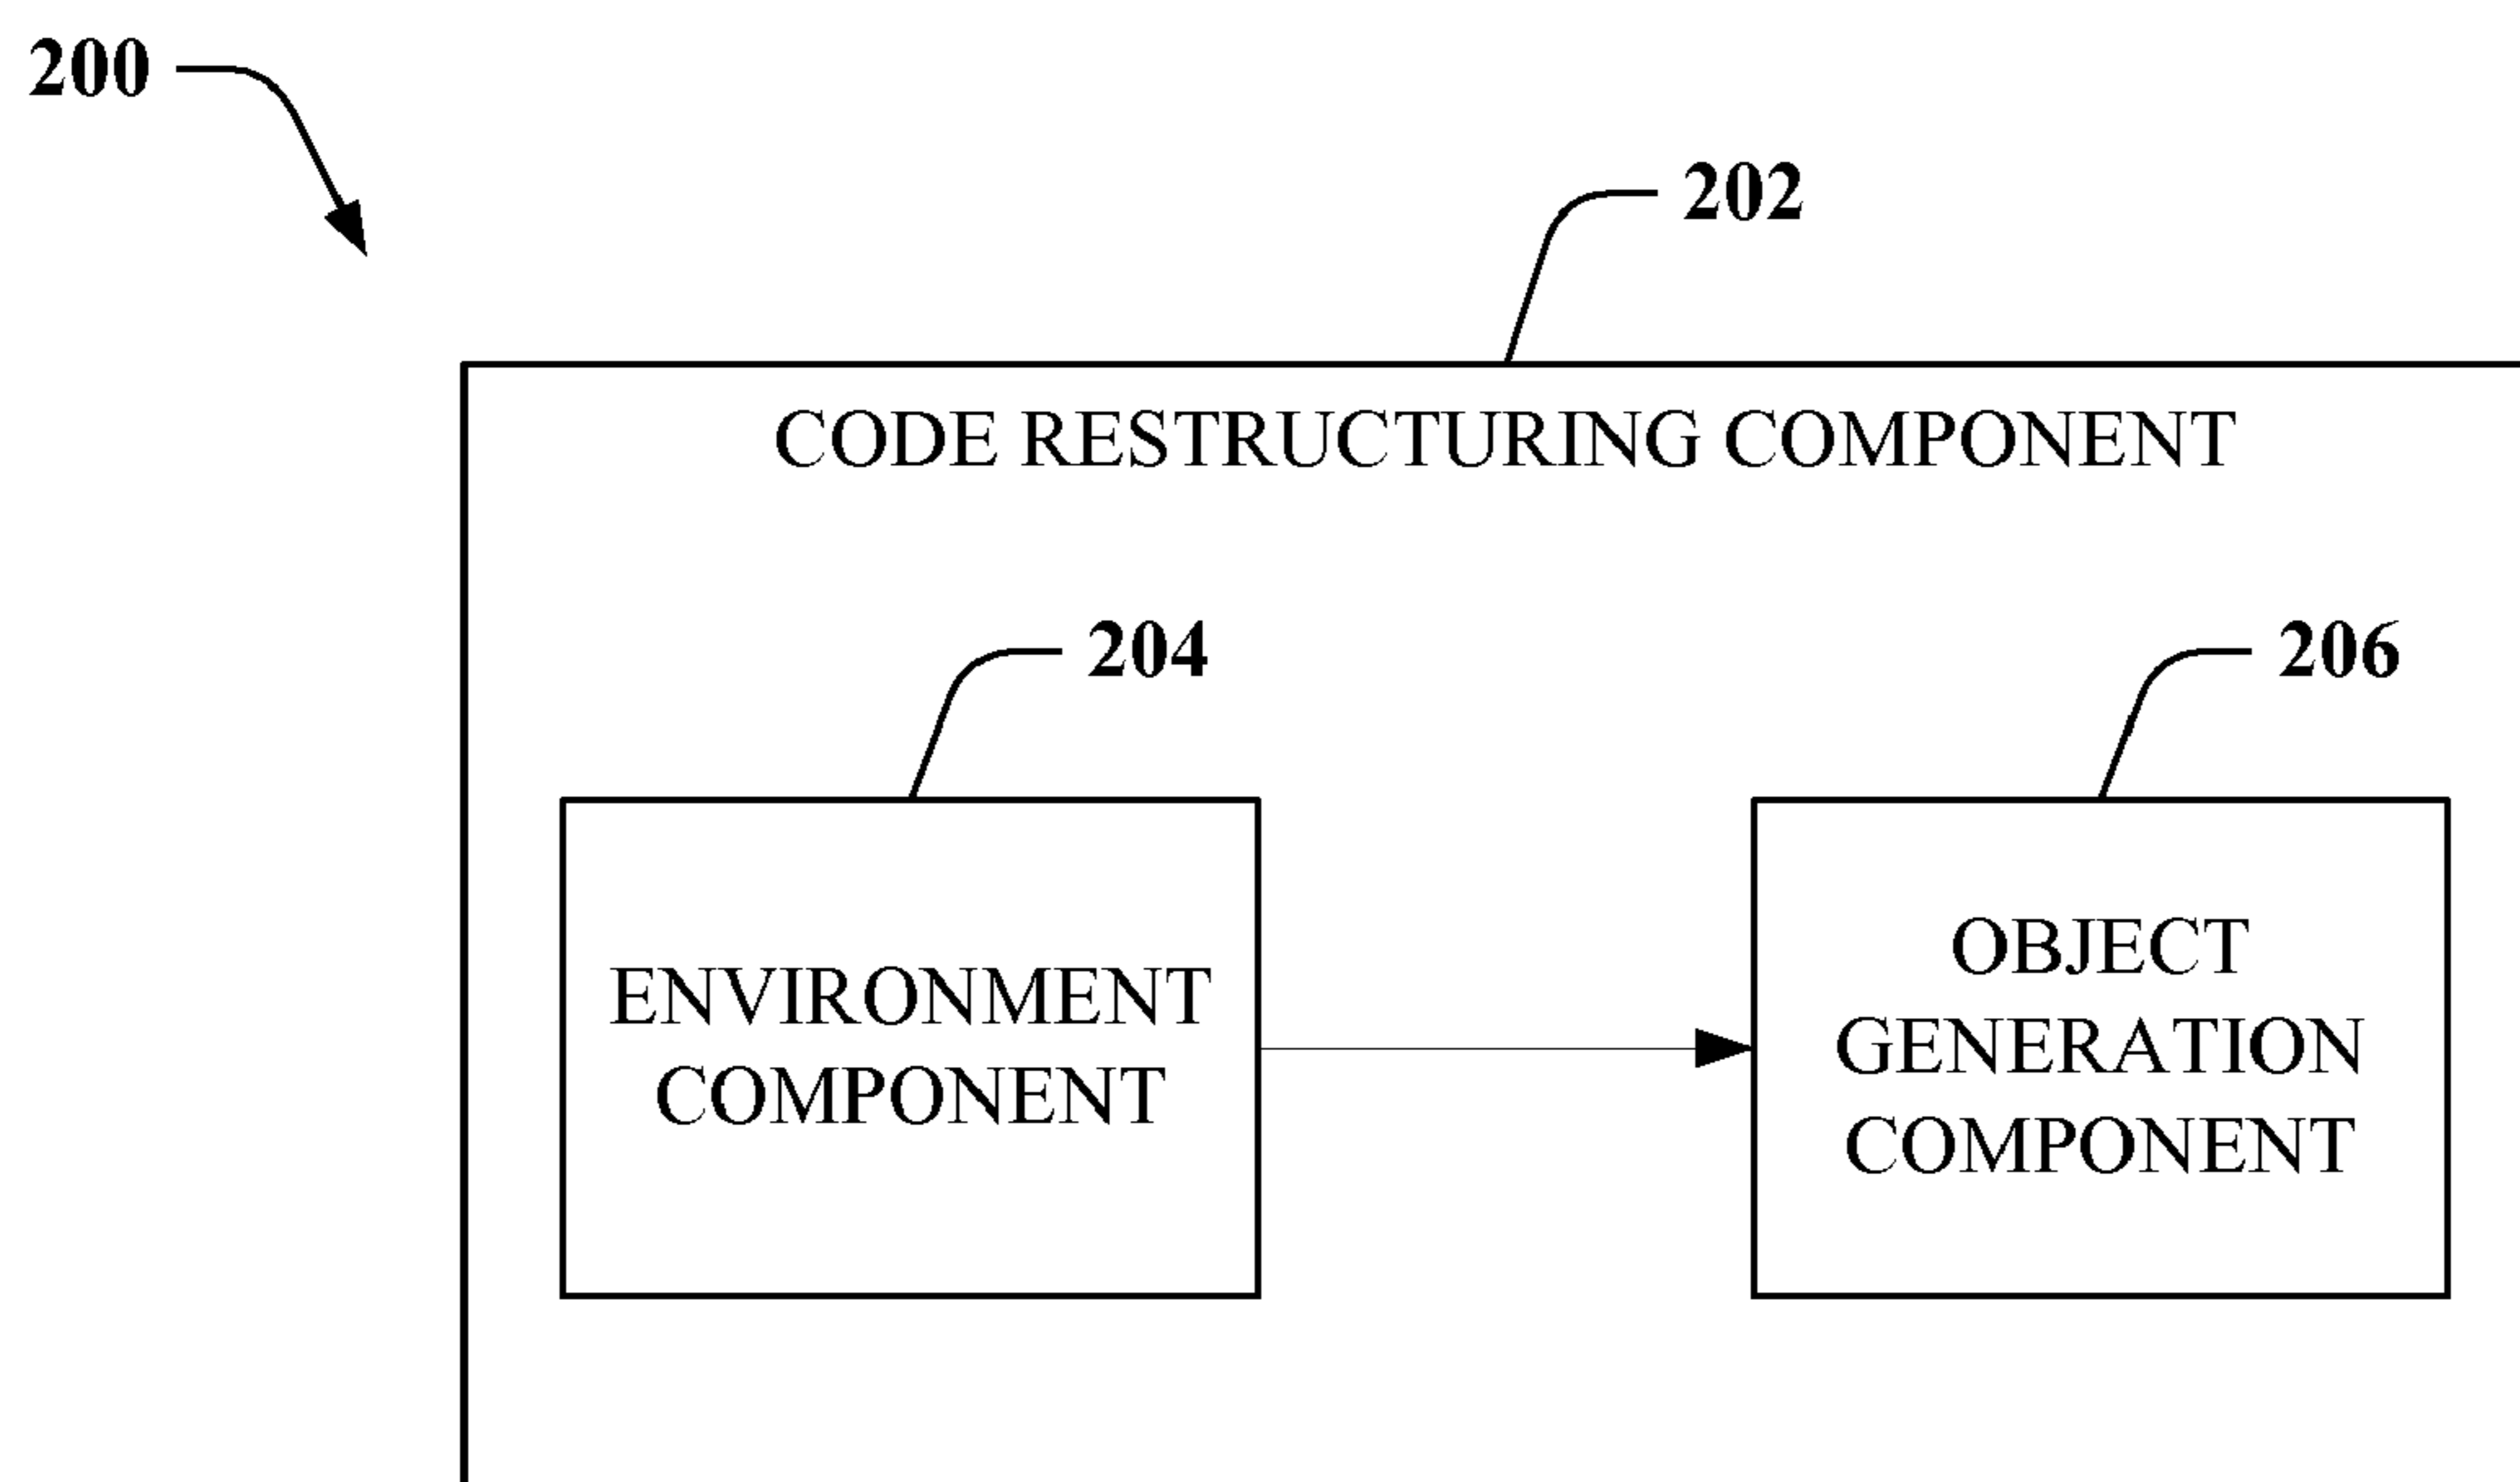 200
202
CODE RESTRUCTURING COMPONENT
204
206
ENVIRONMENT
COMPONENT
OBJECT
GENERATION
COMPONENT